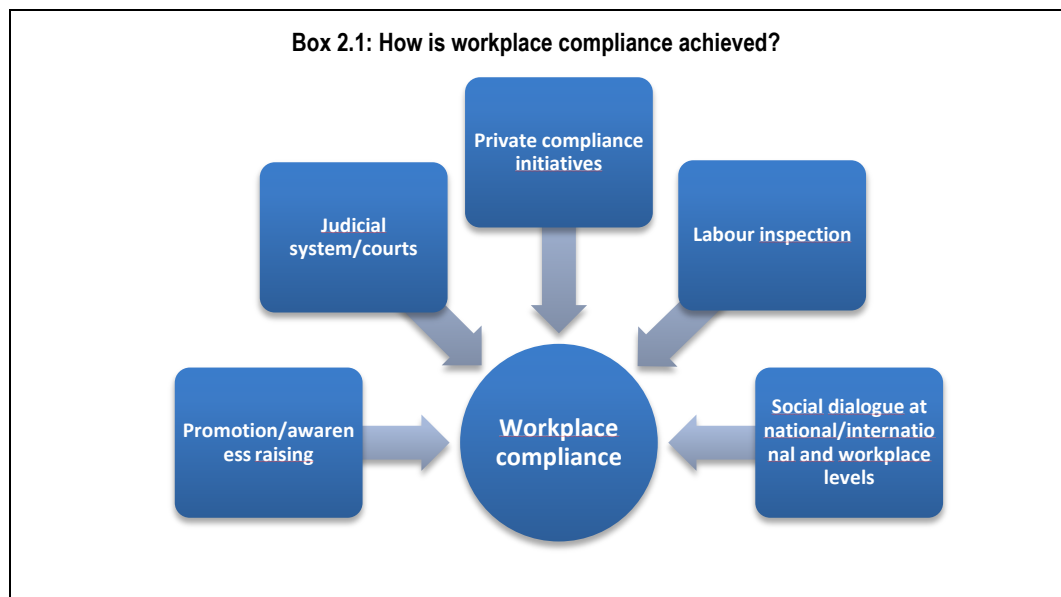 Box 2.1: How is workplace compliance achieved?
Private compliance
initiatives
Judicial
system/courts
Labour inspection
Promotion/awaren
ess raising
Workplace
compliance
Social dialogue at
national/internatio
nal and workplace
levels